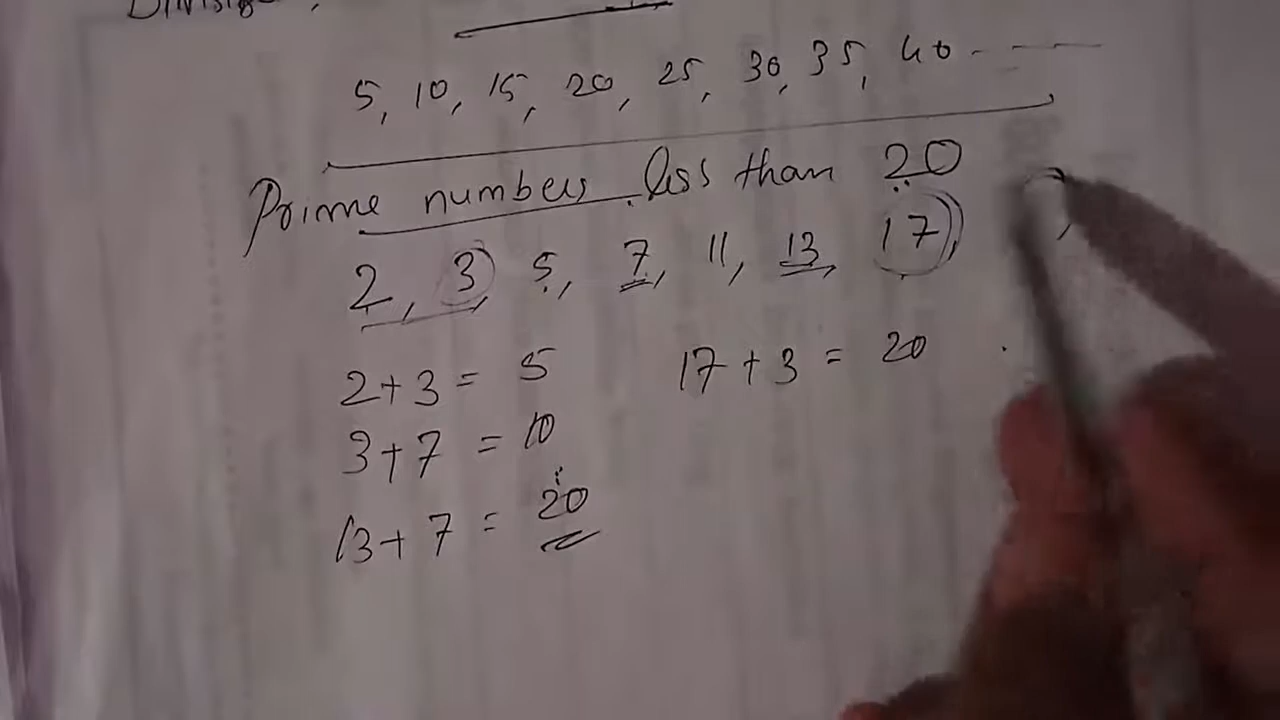 5, 10, 15, 20, 25, 30, 35, 40 - - —
Prime numbers less than 20
2, 3, 5, 7, 11, 13, 17,
2+3 = 5 17+3 = 20
3+7 = 10
13+7 = 20